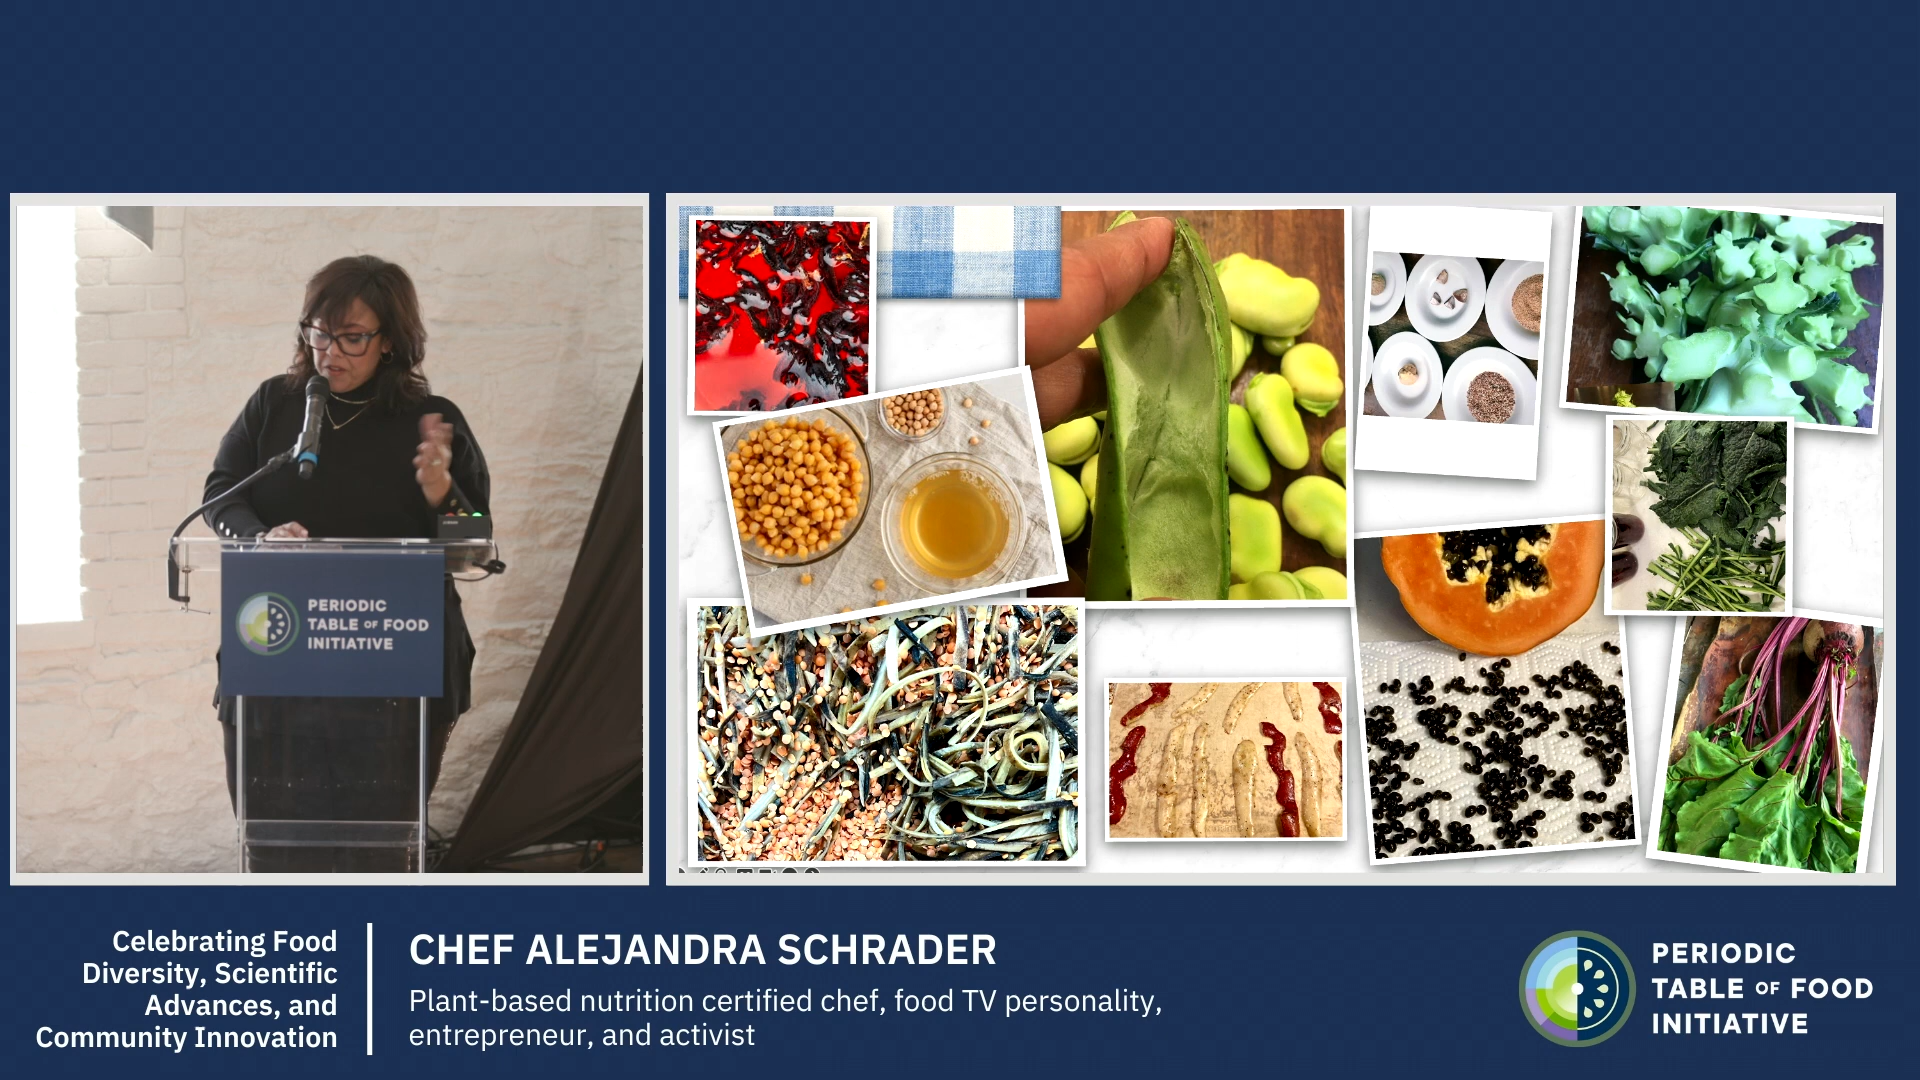 PERIODIC
TABLE OF FOOD
INITIATIVE
Celebrating Food
Diversity, Scientific
Advances, and
Community Innovation
CHEF ALEJANDRA SCHRADER
Plant-based nutrition certified chef, food TV personality,
entrepreneur, and activist
PERIODIC
TABLE OF FOOD
INITIATIVE